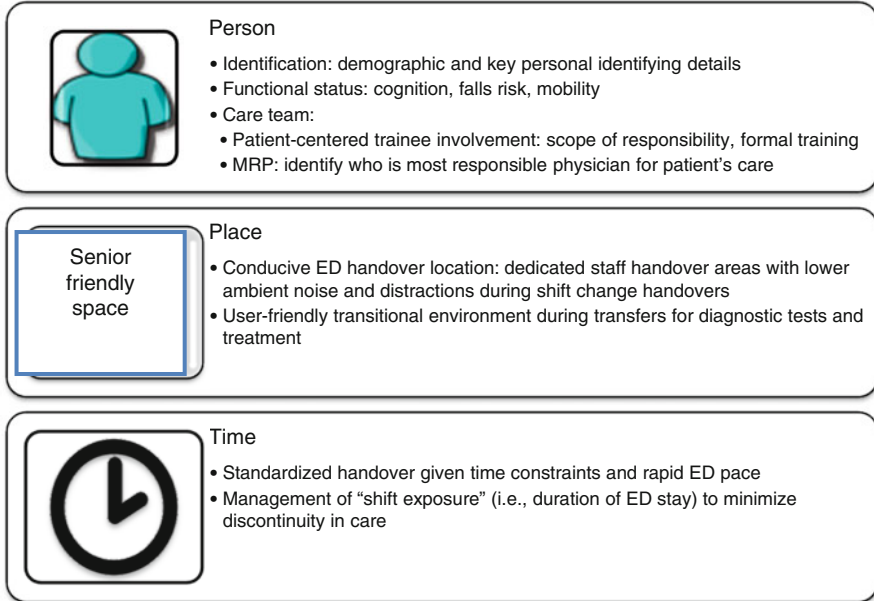 Person
• Identification: demographic and key personal identifying details
• Functional status: cognition, falls risk, mobility
• Care team:
• Patient-centered trainee involvement: scope of responsibility, formal training
• MRP: identify who is most responsible physician for patient's care
Senior
friendly
space
Place
• Conducive ED handover location: dedicated staff handover areas with lower
ambient noise and distractions during shift change handovers
• User-friendly transitional environment during transfers for diagnostic tests and
treatment
Time
• Standardized handover given time constraints and rapid ED pace
• Management of “shift exposure” (i.e., duration of ED stay) to minimize
discontinuity in care